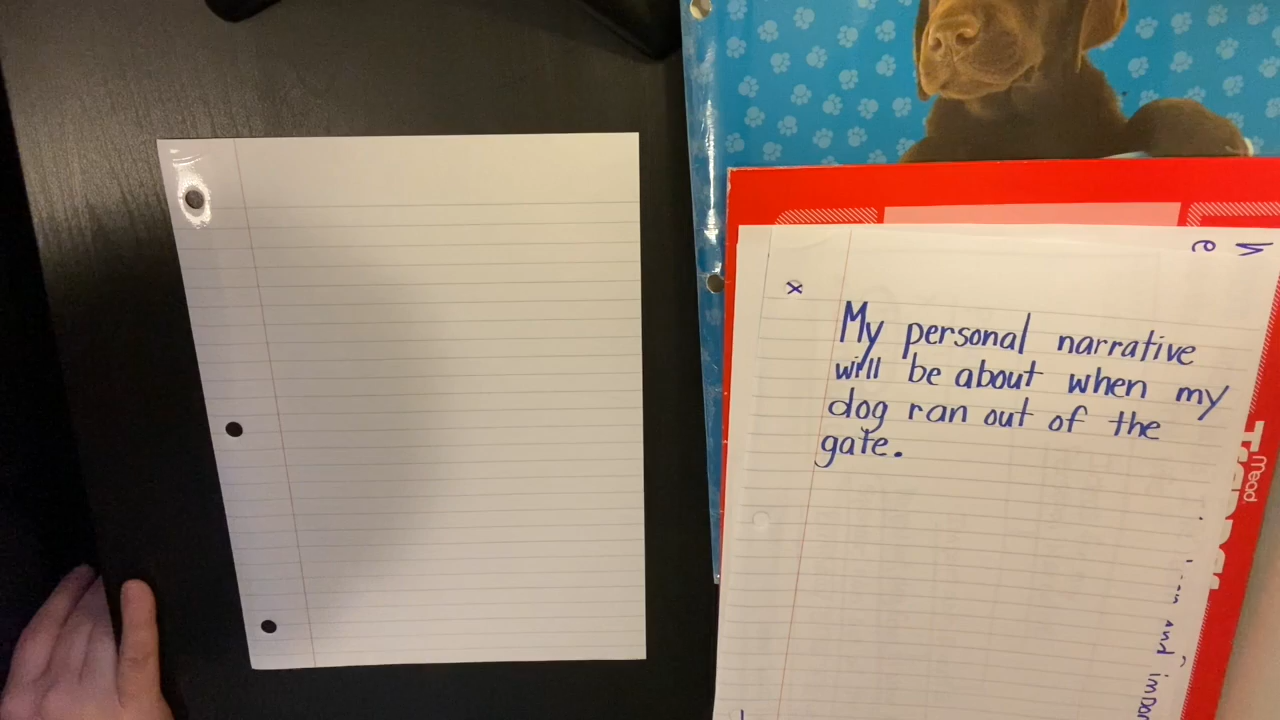 x
My personal narrative
will be about when my
dog ran out of the
gate.
mead